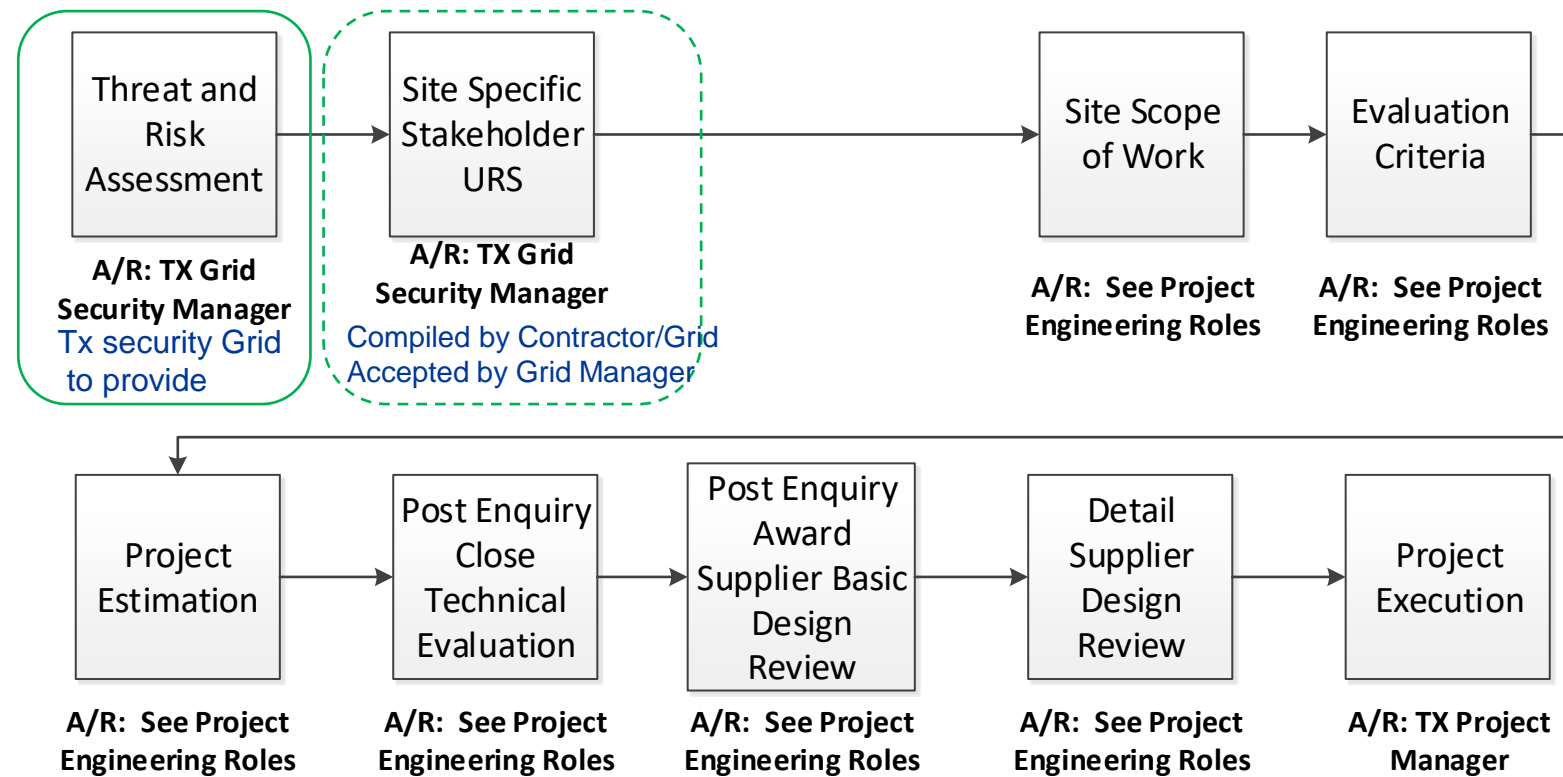 Threat and
Risk
Assessment
A/R: TX Grid
Security Manager
Tx security Grid
to provide
Site Specific
Stakeholder
URS
A/R: TX Grid
Security Manager
Compiled by Contractor/Grid
Accepted by Grid Manager
Site Scope
of Work
A/R: See Project
Engineering Roles
Evaluation
Criteria
A/R: See Project
Engineering Roles
Project
Estimation
A/R: See Project
Engineering Roles
Post Enquiry
Close
Technical
Evaluation
A/R: See Project
Engineering Roles
Post Enquiry
Award
Supplier Basic
Design
Review
A/R: See Project
Engineering Roles
Detail
Supplier
Design
Review
A/R: See Project
Engineering Roles
Project
Execution
A/R: TX Project
Manager